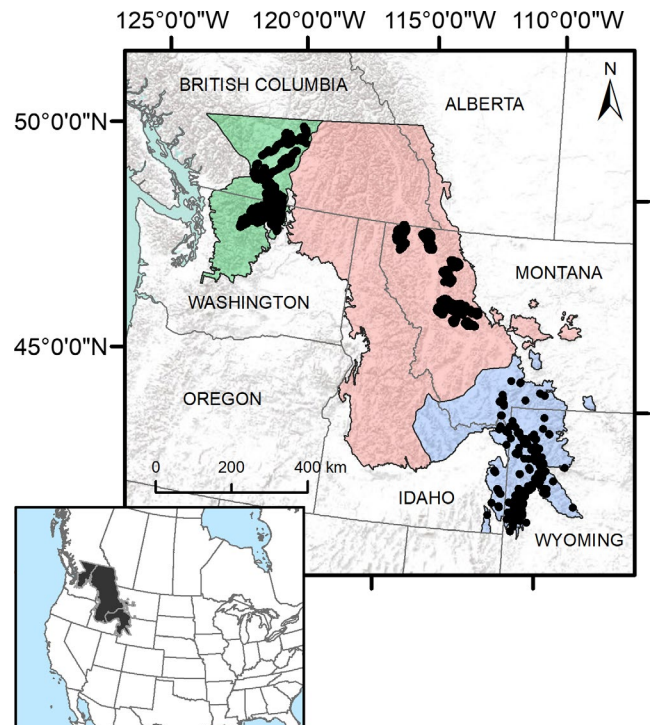 125°0'0"W 120°0'0"W 115°0'0"W 110°0'0"W
BRITISH COLUMBIA
N
ALBERTA
50°0'0"N
MONTANA
WASHINGTON
45°0'0"N
OREGON
0 200 400 km
IDAHO
WYOMING